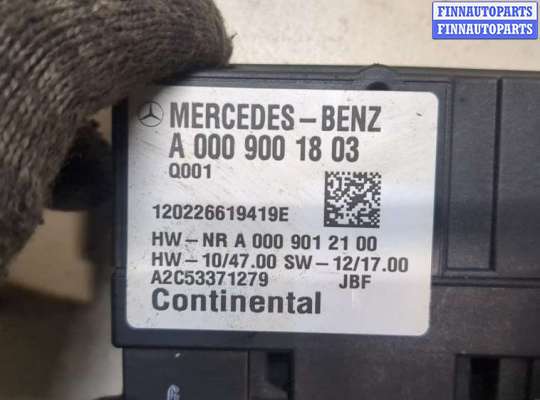 FINNAUTOPARTS
FINNAUTOPARTS
MERCEDES-BENZ
A 000 900 18 03
Q001
120226619419E
HW-NR A 000 901 21 00
HW-10/47.00 SW-12/17.00
A2C53371279 JBF
Continental